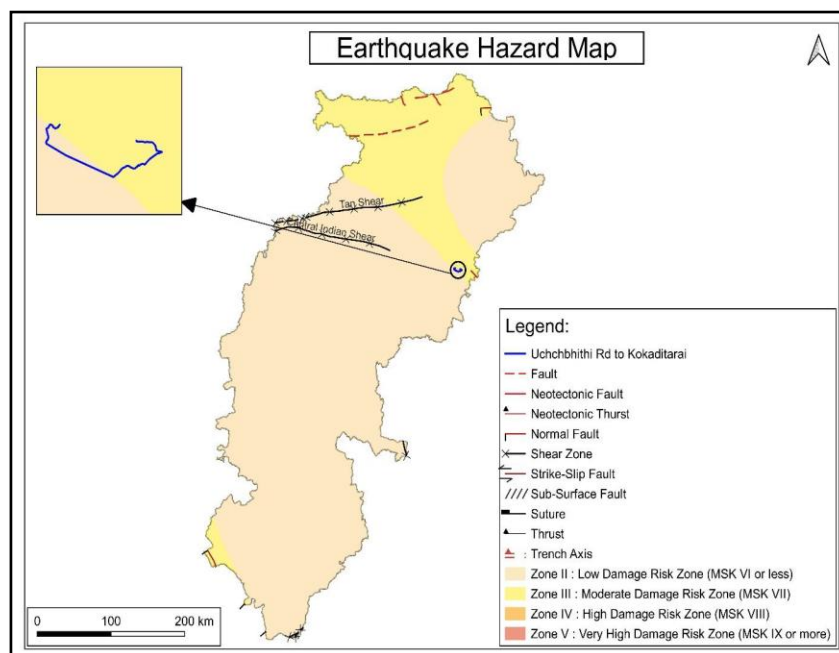 Earthquake Hazard Map
Tan Shear
Central Indian Shear
Legend:
Uchchbhithi Rd to Kokaditarai
Fault
Neotectonic Fault
Neotectonic Thurst
Normal Fault
Shear Zone
Strike-Slip Fault
Sub-Surface Fault
Suture
Thrust
Trench Axis
Zone II : Low Damage Risk Zone (MSK VI or less)
Zone III : Moderate Damage Risk Zone (MSK VII)
Zone IV : High Damage Risk Zone (MSK VIII)
Zone V : Very High Damage Risk Zone (MSK IX or more)
0 100 200 km